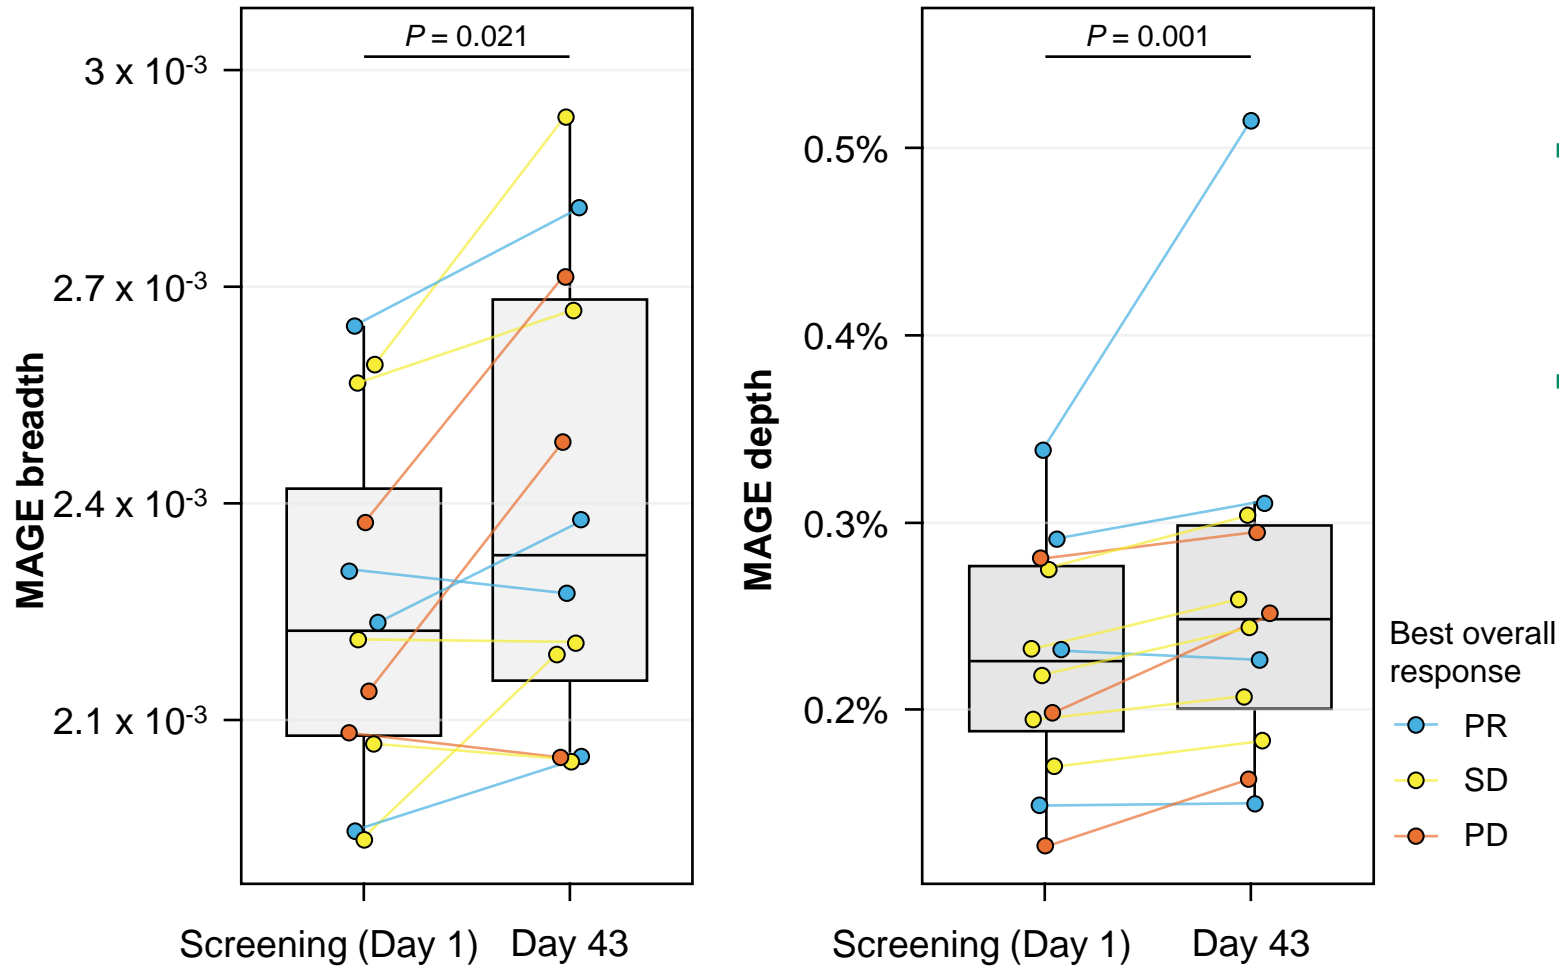 P = 0.021
3 x 10⁻³
2.7 x 10⁻³
2.4 x 10⁻³
2.1 x 10⁻³
MAGE breadth
Screening (Day 1)
Day 43
P = 0.001
0.5%
0.4%
0.3%
0.2%
MAGE depth
Screening (Day 1)
Day 43
Best overall
response
PR
SD
PD